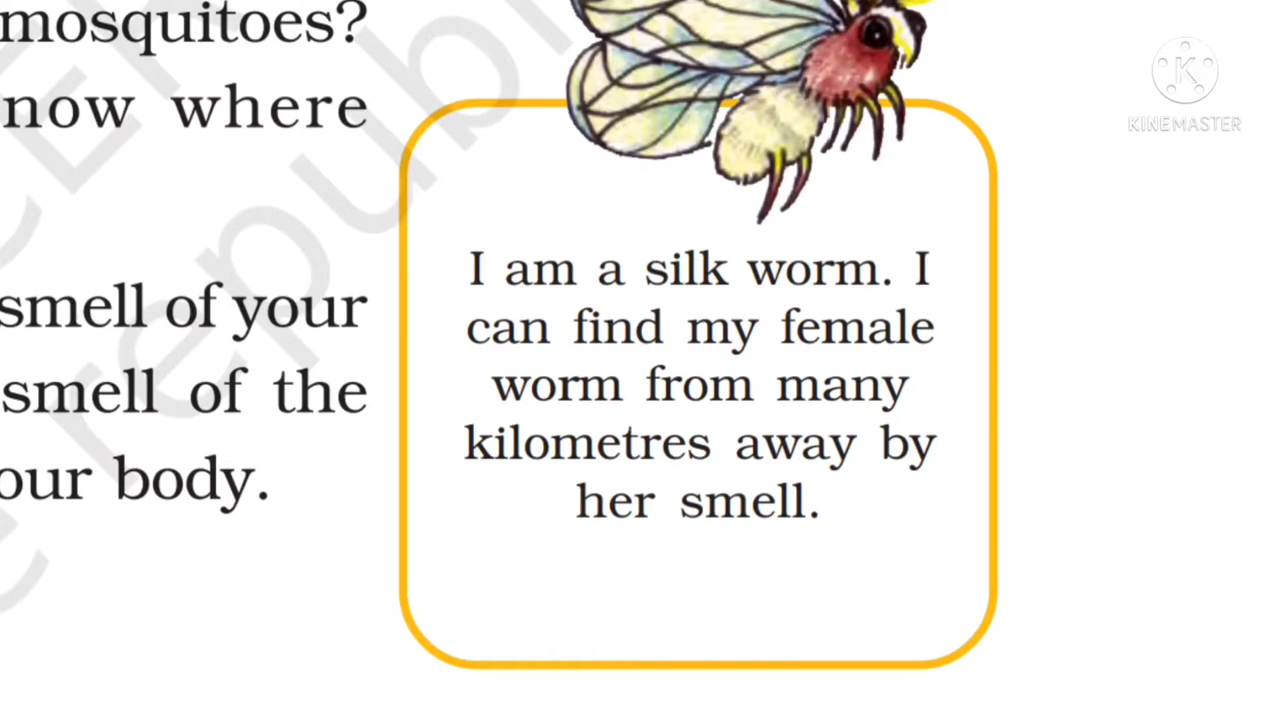 mosquitoes?
now where
smell of your
smell of the
our body.
I am a silk worm. I
can find my female
worm from many
kilometres away by
her smell.
KINEMASTER
republi